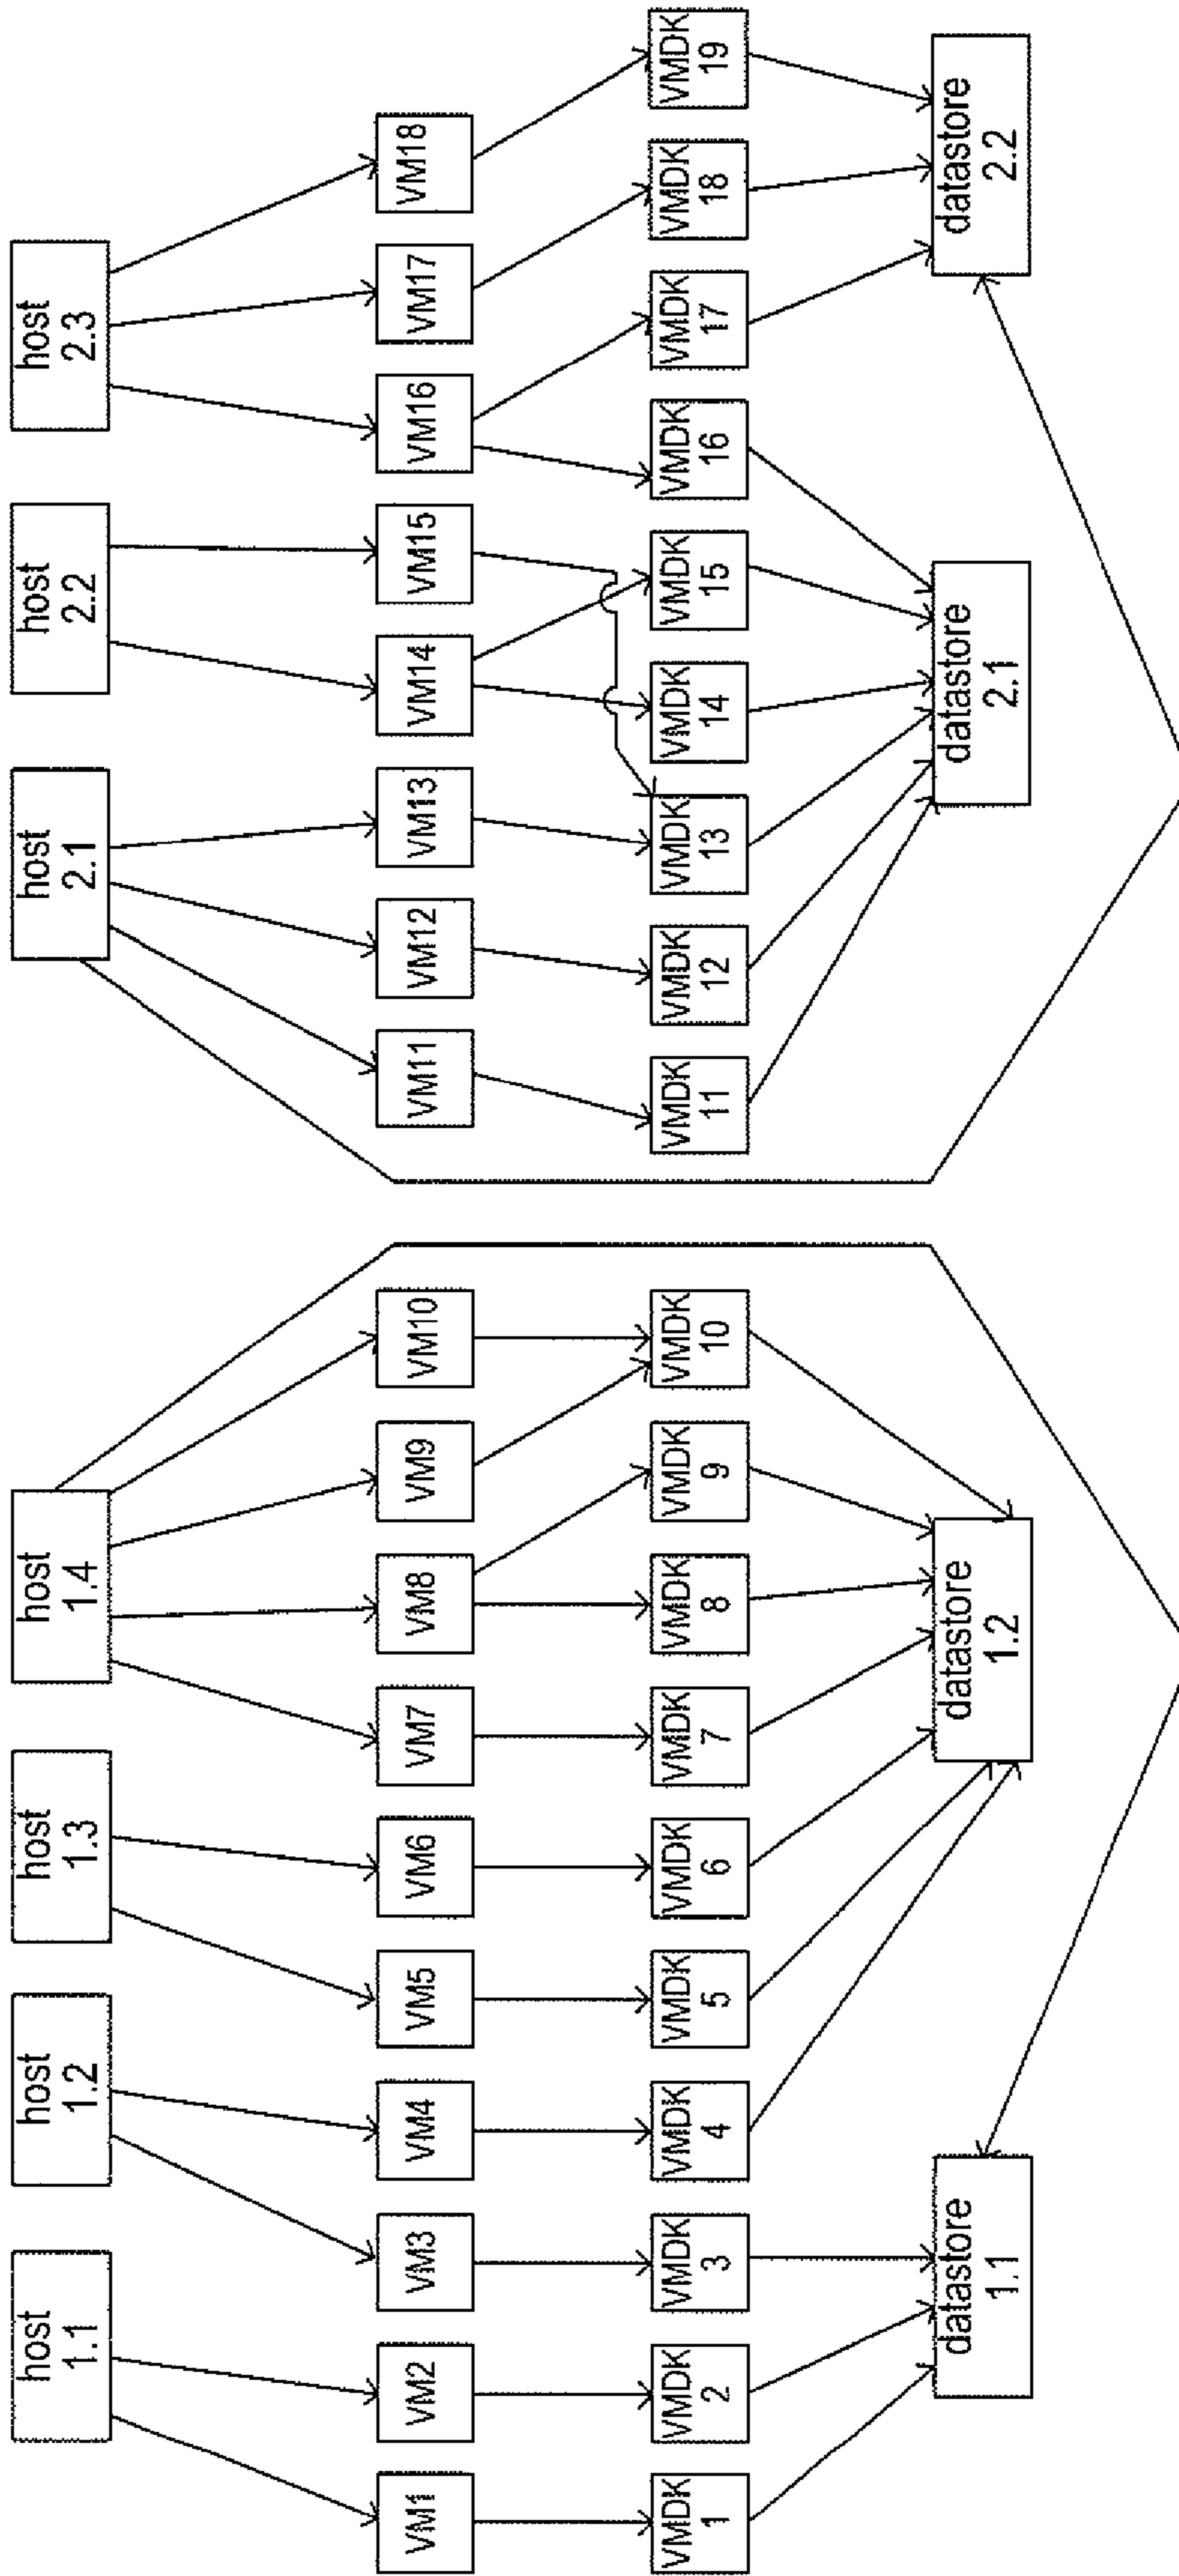 host
1.1
host
1.2
host
1.3
host
1.4
host
2.1
host
2.2
host
2.3
VM1
VM2
VM3
VM4
VM5
VM6
VM7
VM8
VM9
VM10
VM11
VM12
VM13
VM14
VM15
VM16
VM17
VM18
VMDK
1
VMDK
2
VMDK
3
VMDK
4
VMDK
5
VMDK
6
VMDK
7
VMDK
8
VMDK
9
VMDK
10
VMDK
11
VMDK
12
VMDK
13
VMDK
14
VMDK
15
VMDK
16
VMDK
17
VMDK
18
VMDK
19
datastore
1.1
datastore
1.2
datastore
2.1
datastore
2.2